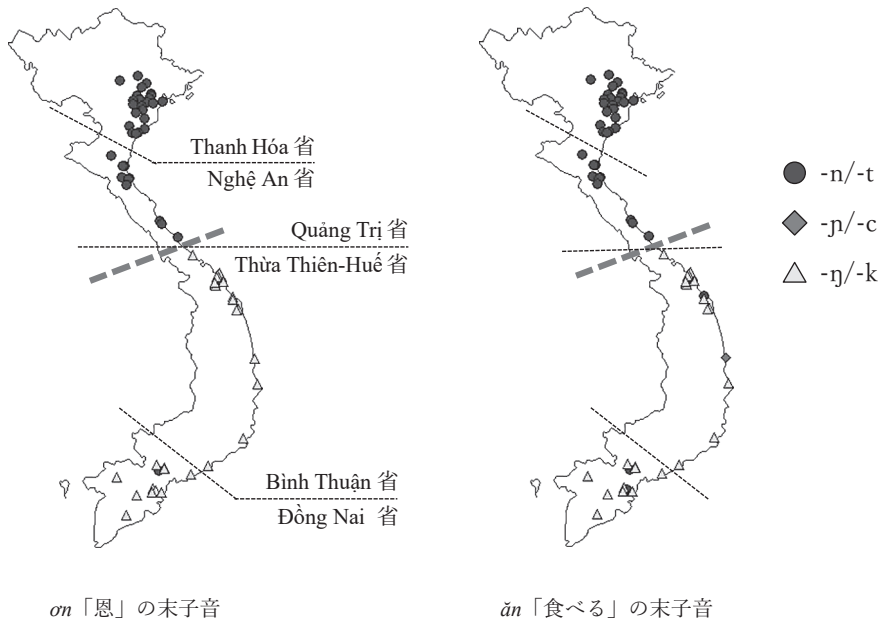 Thanh Hóa 省
Nghệ An 省
Quảng Trị 省
Thừa Thiên-Huế 省
Bình Thuận 省
Đồng Nai 省
-n/-t
-ɲ/-c
-ŋ/-k
ơn「恩」の末子音
ăn「食べる」の末子音